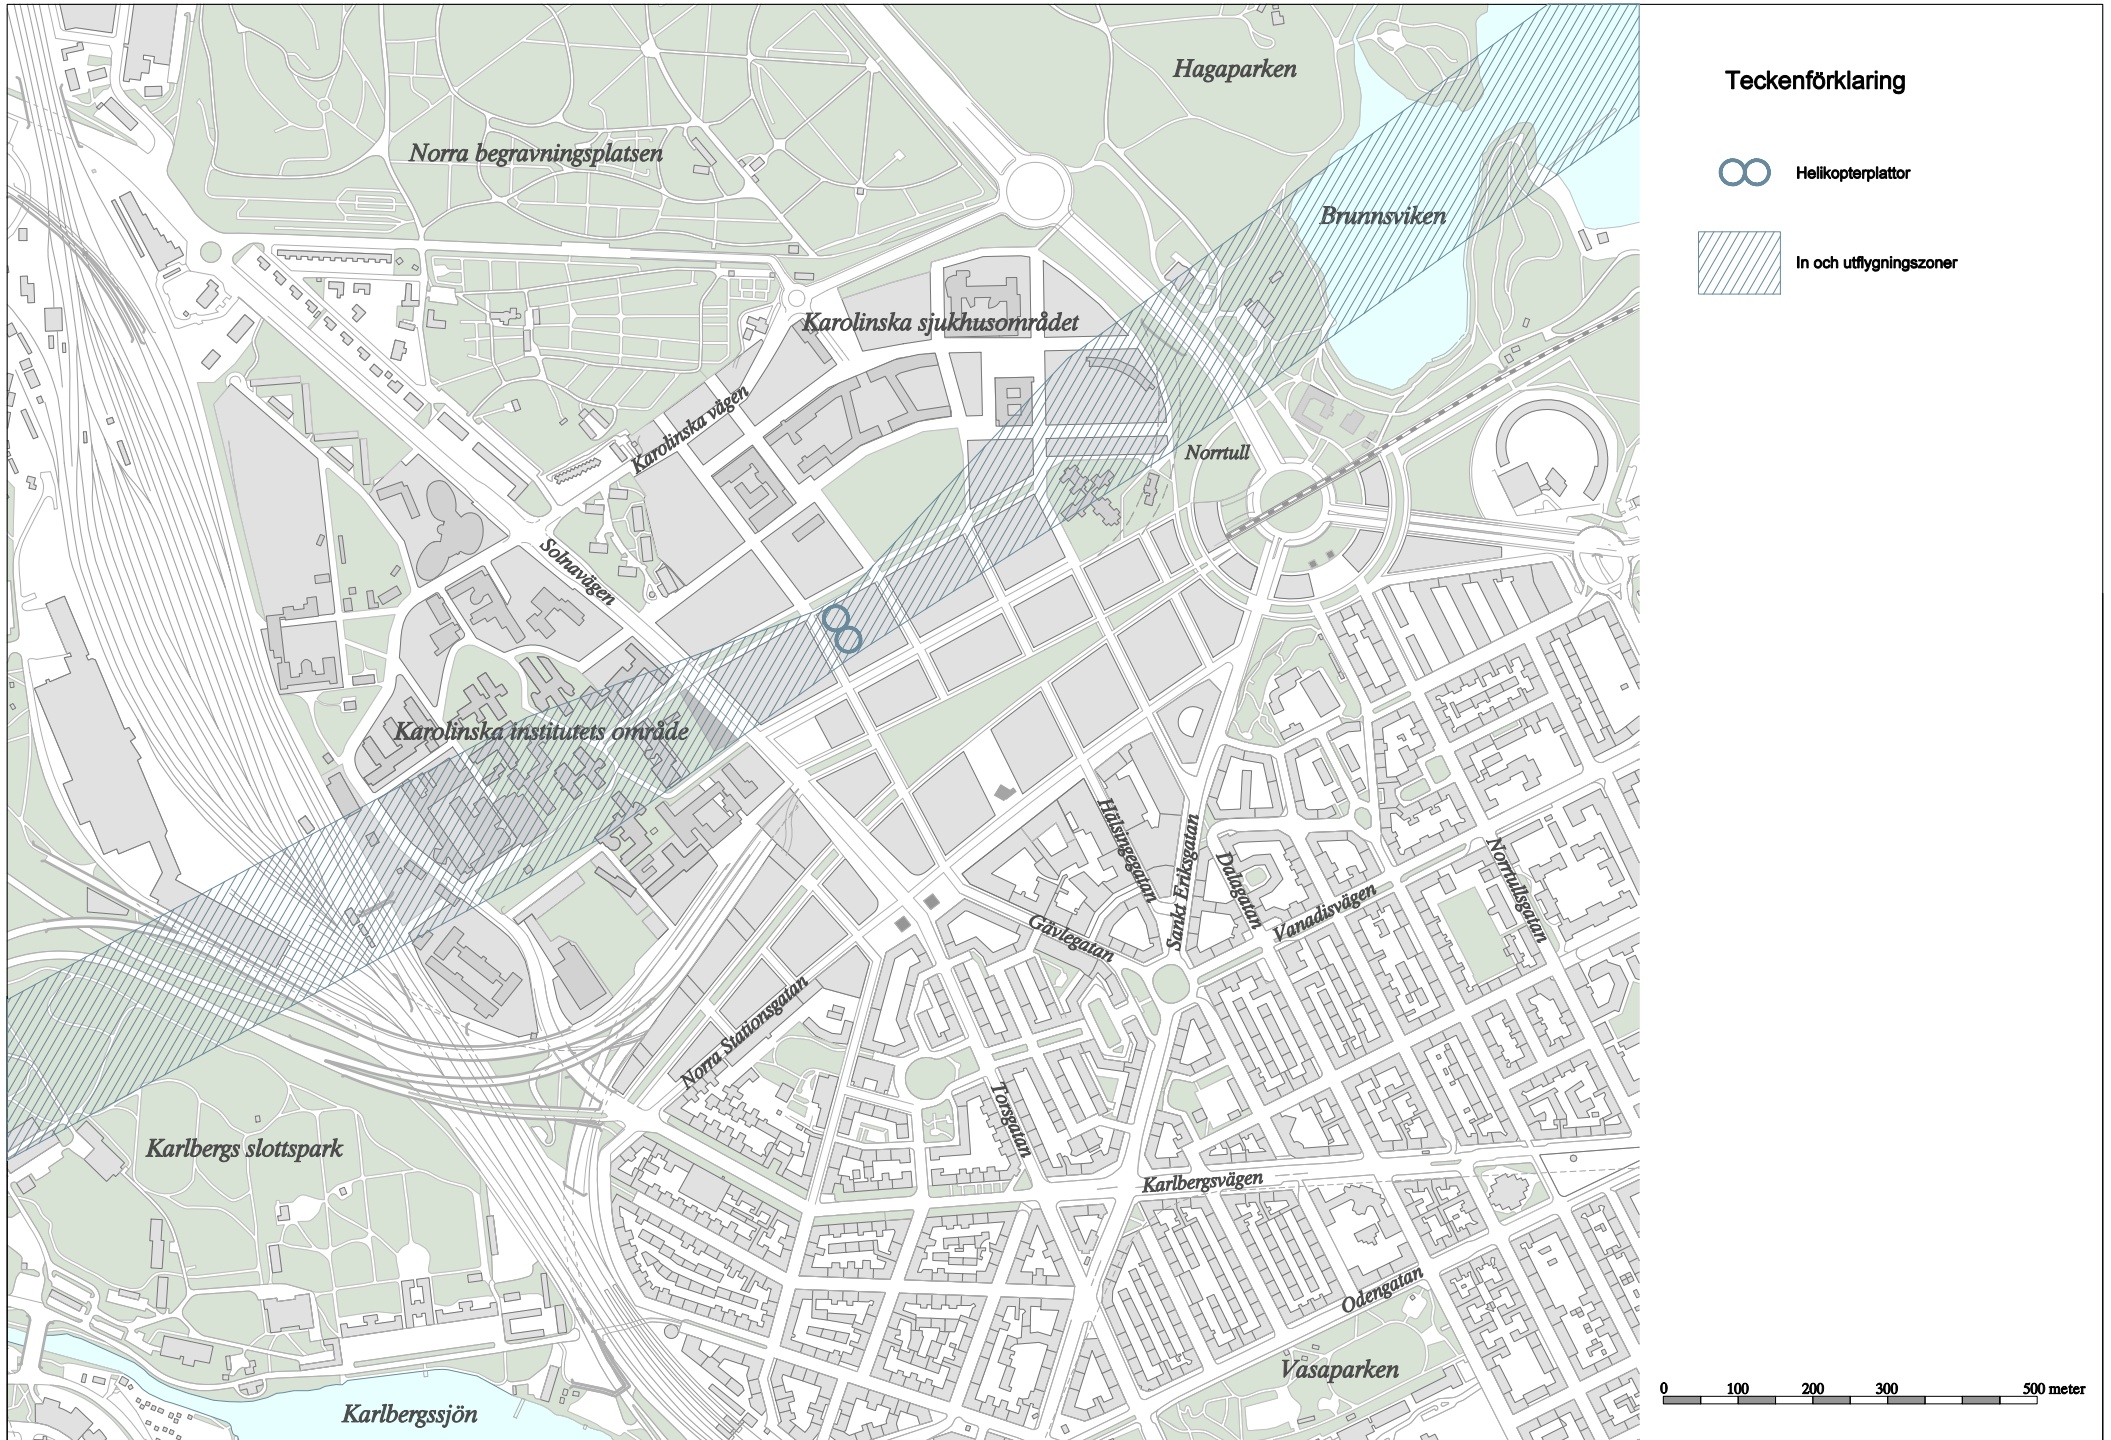 Hagaparken
Teckenförklaring
Norra begravningsplatsen
Helikopterplattor
Brunnsviken
In och utflygningszoner
Karolinska sjukhusområdet
Karolinska vägen
Norrtull
Solnavägen
Karolinska institutets område
Hälsingegatan
Sankt Eriksgatan
Dalagatan
Norrtullsgatan
Vanadisvägen
Gävlegatan
Norra Stationsgatan
Torsgatan
Karlbergs slottspark
Karlbergsvägen
Odengatan
Vasaparken
Karlbergssjön
0 100 200 300 500 meter